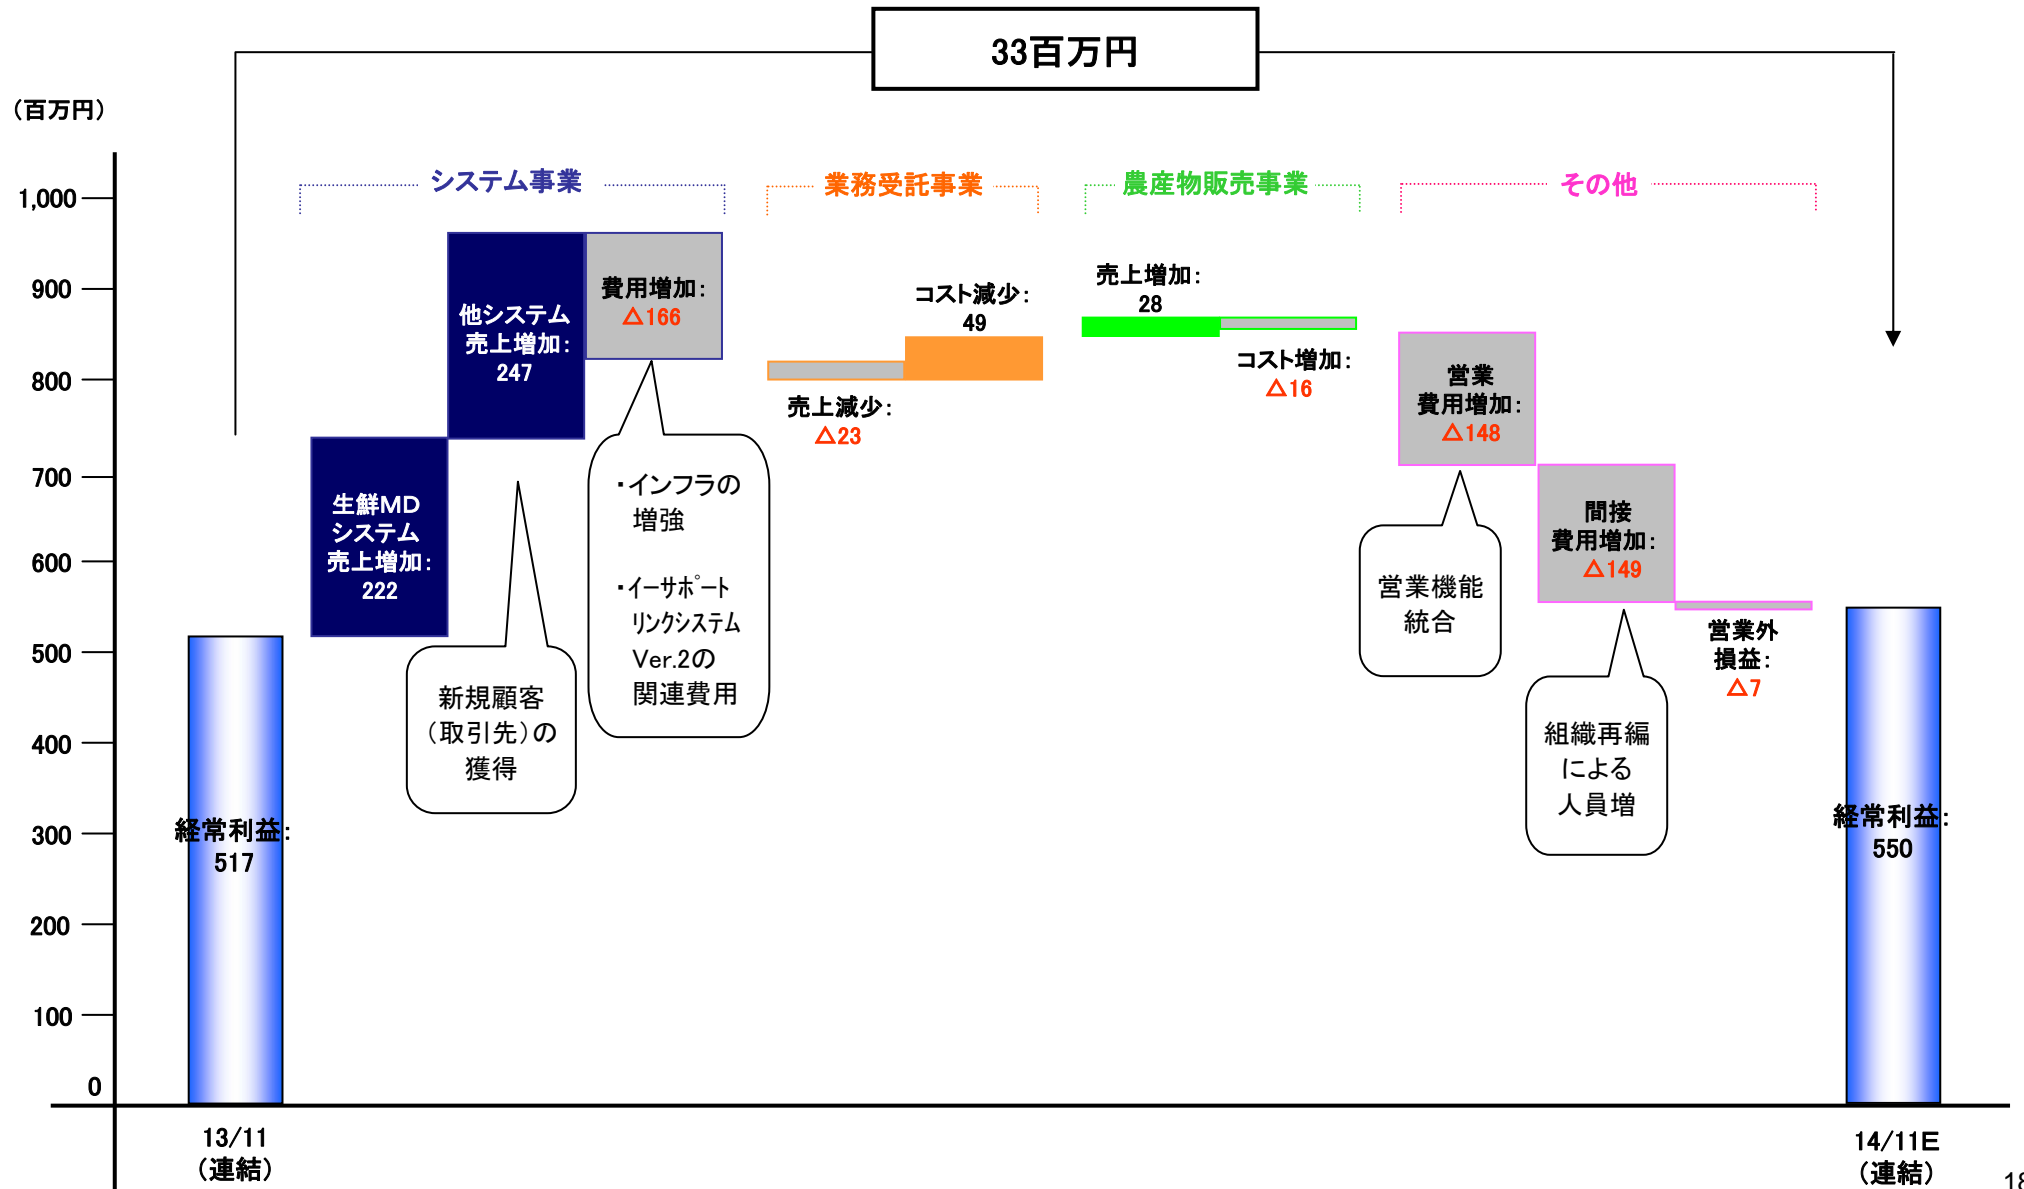 33百万円
（百万円）
1,000
900
800
700
600
500
400
300
200
100
0
システム事業
業務受託事業
農産物販売事業
その他
経常利益：
517
生鮮MD
システム
売上増加：
222
他システム
売上増加：
247
費用増加：
△166
新規顧客
（取引先）の
獲得
・インフラの
増強
・イーサポート
リンクシステム
Ver.2の
関連費用
売上減少：
△23
コスト減少：
49
売上増加：
28
コスト増加：
△16
営業
費用増加：
△148
営業機能
統合
間接
費用増加：
△149
組織再編
による
人員増
営業外
損益：
△7
経常利益：
550
13/11
（連結）
14/11E
（連結）
18